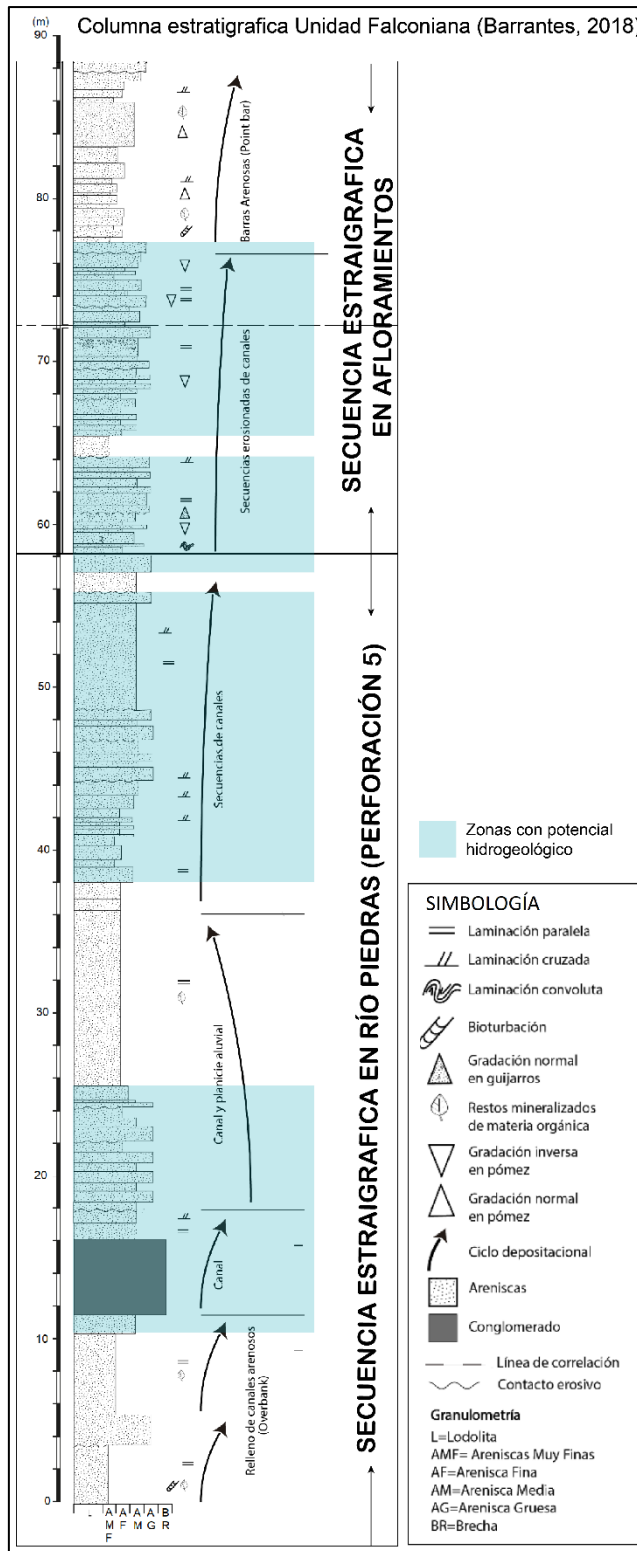 Columna estratigrafica Unidad Falconiana (Barrantes, 2018)
(m)
90
80
70
60
50
40
30
20
10
0
Barras Arenosas (Point bar)
Secuencias erosionadas de canales
Secuencias de canales
Canal y planicie aluvial
Canal
Relleno de canales arenosos
(Overbank)
SECUENCIA ESTRAIGRAFICA
EN AFLORAMIENTOS
SECUENCIA ESTRAIGRAFICA EN RÍO PIEDRAS (PERFORACIÓN 5)
L
A
M
F
A
F
A
M
A
G
B
R
Zonas con potencial
hidrogeológico
SIMBOLOGÍA
Laminación paralela
Laminación cruzada
Laminación convoluta
Bioturbación
Gradación normal
en guijarros
Restos mineralizados
de materia orgánica
Gradación inversa
en pómez
Gradación normal
en pómez
Ciclo depositacional
Areniscas
Conglomerado
Línea de correlación
Contacto erosivo
Granulometría
L=Lodolita
AMF= Areniscas Muy Finas
AF=Arenisca Fina
AM=Arenisca Media
AG=Arenisca Gruesa
BR=Brecha